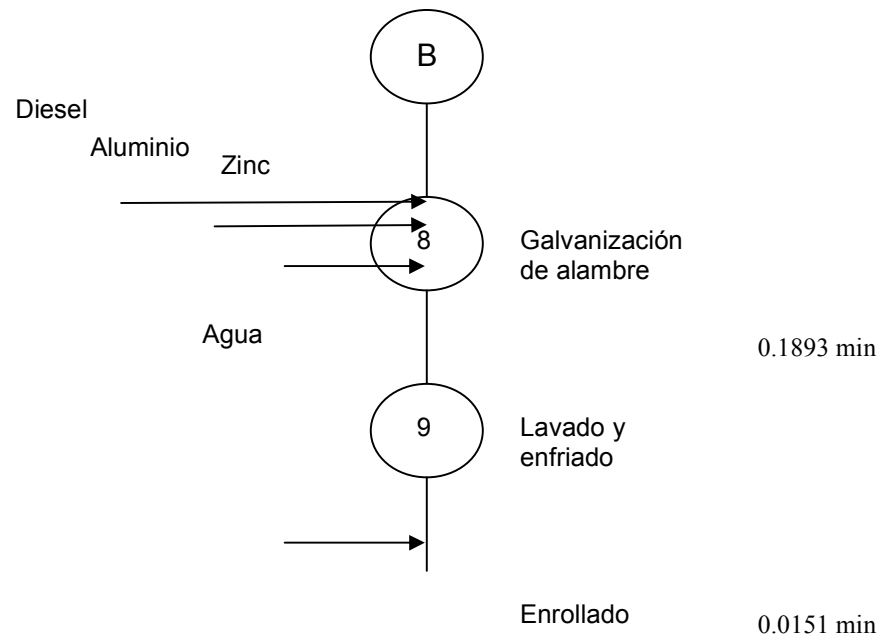 B
Diesel
Aluminio
Zinc
8
Galvanización
de alambre
Agua
0.1893 min
9
Lavado y
enfriado
Enrollado
0.0151 min